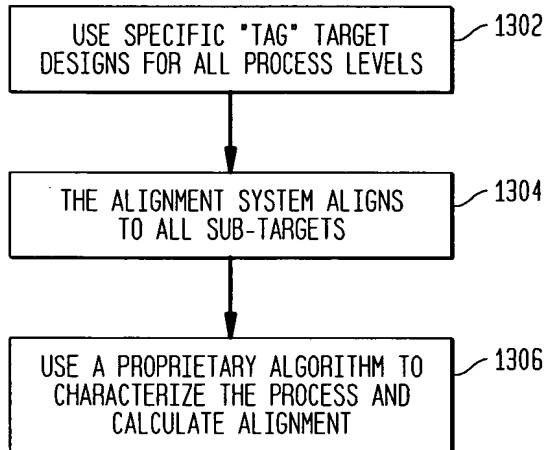 USE SPECIFIC "TAG" TARGET
DESIGNS FOR ALL PROCESS LEVELS
1302
THE ALIGNMENT SYSTEM ALIGNS
TO ALL SUB-TARGETS
1304
USE A PROPRIETARY ALGORITHM TO
CHARACTERIZE THE PROCESS AND
CALCULATE ALIGNMENT
1306